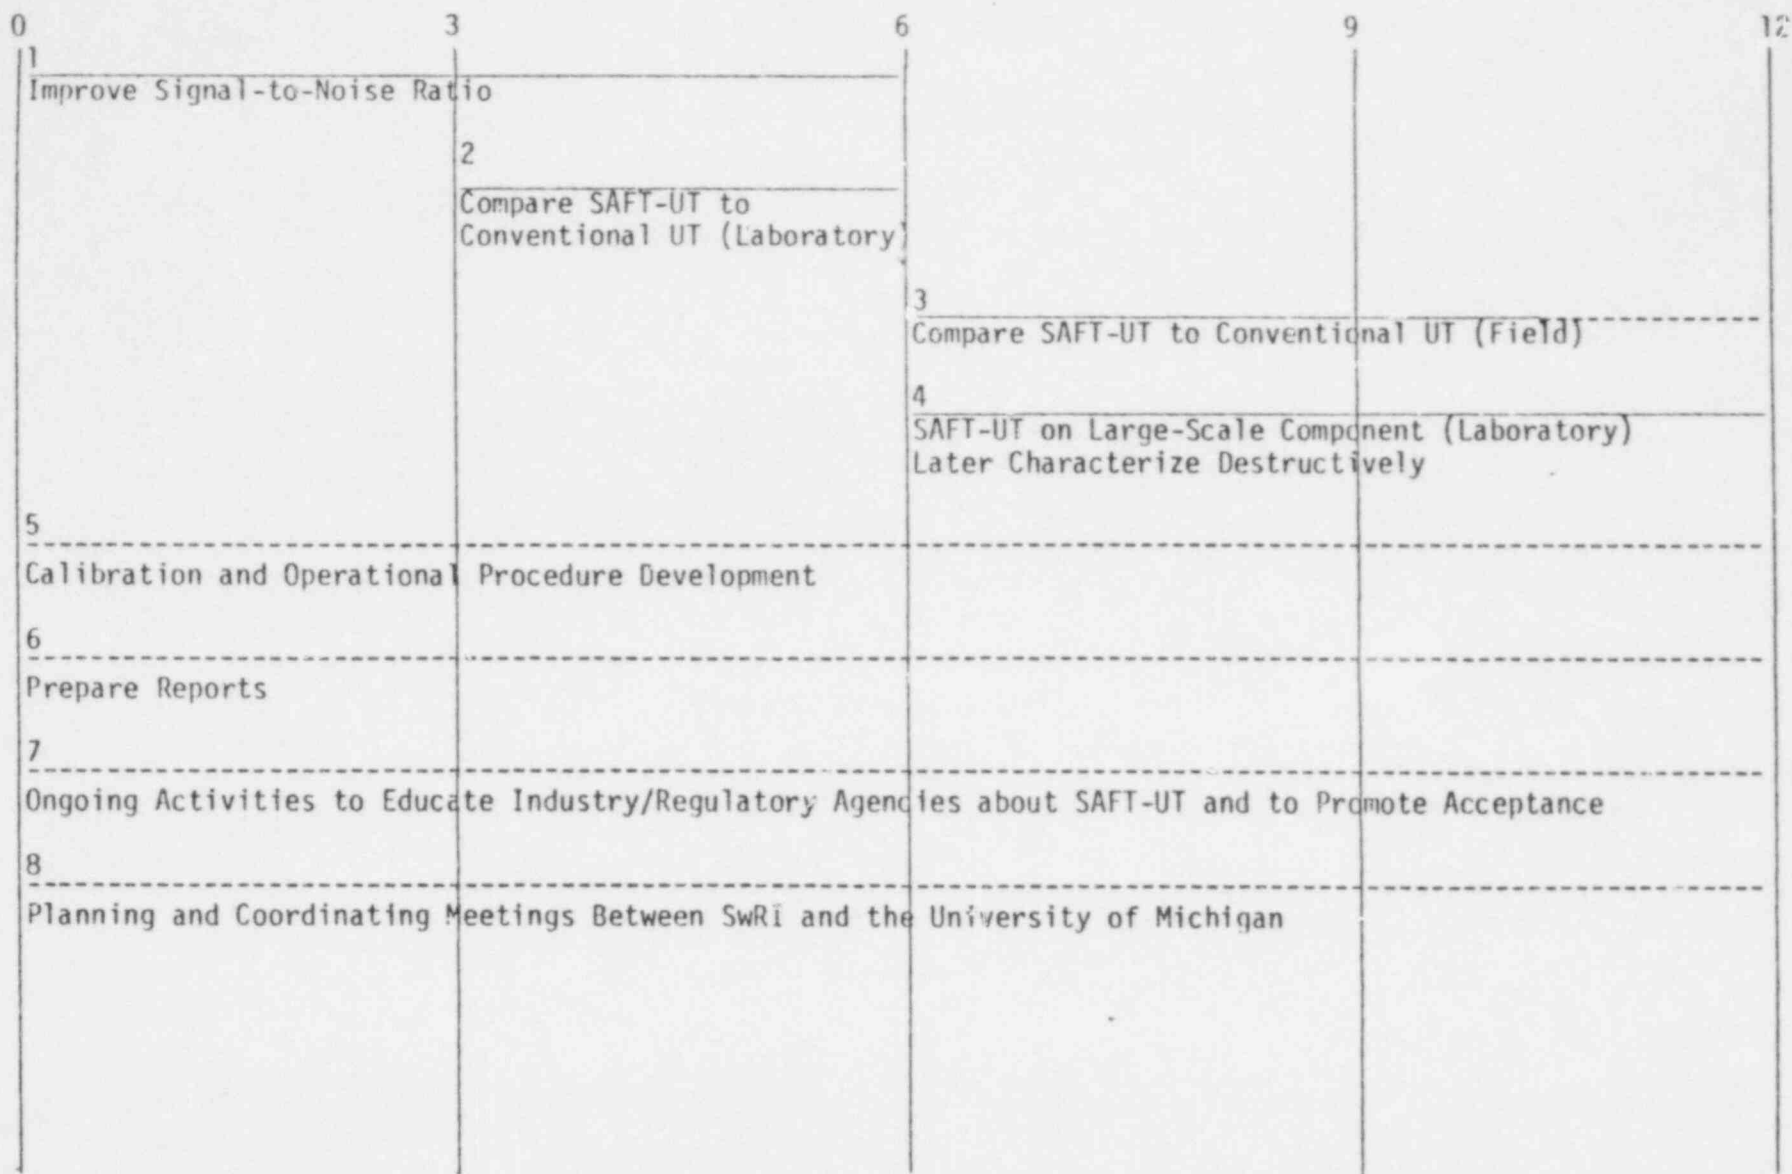 0 3 6 9 12
1
Improve Signal-to-Noise Ratio
2
Compare SAFT-UT to
Conventional UT (Laboratory)
3
Compare SAFT-UT to Conventional UT (Field)
4
SAFT-UT on Large-Scale Component (Laboratory)
Later Characterize Destructively
5
Calibration and Operational Procedure Development
6
Prepare Reports
7
Ongoing Activities to Educate Industry/Regulatory Agencies about SAFT-UT and to Promote Acceptance
8
Planning and Coordinating Meetings Between SwRI and the University of Michigan